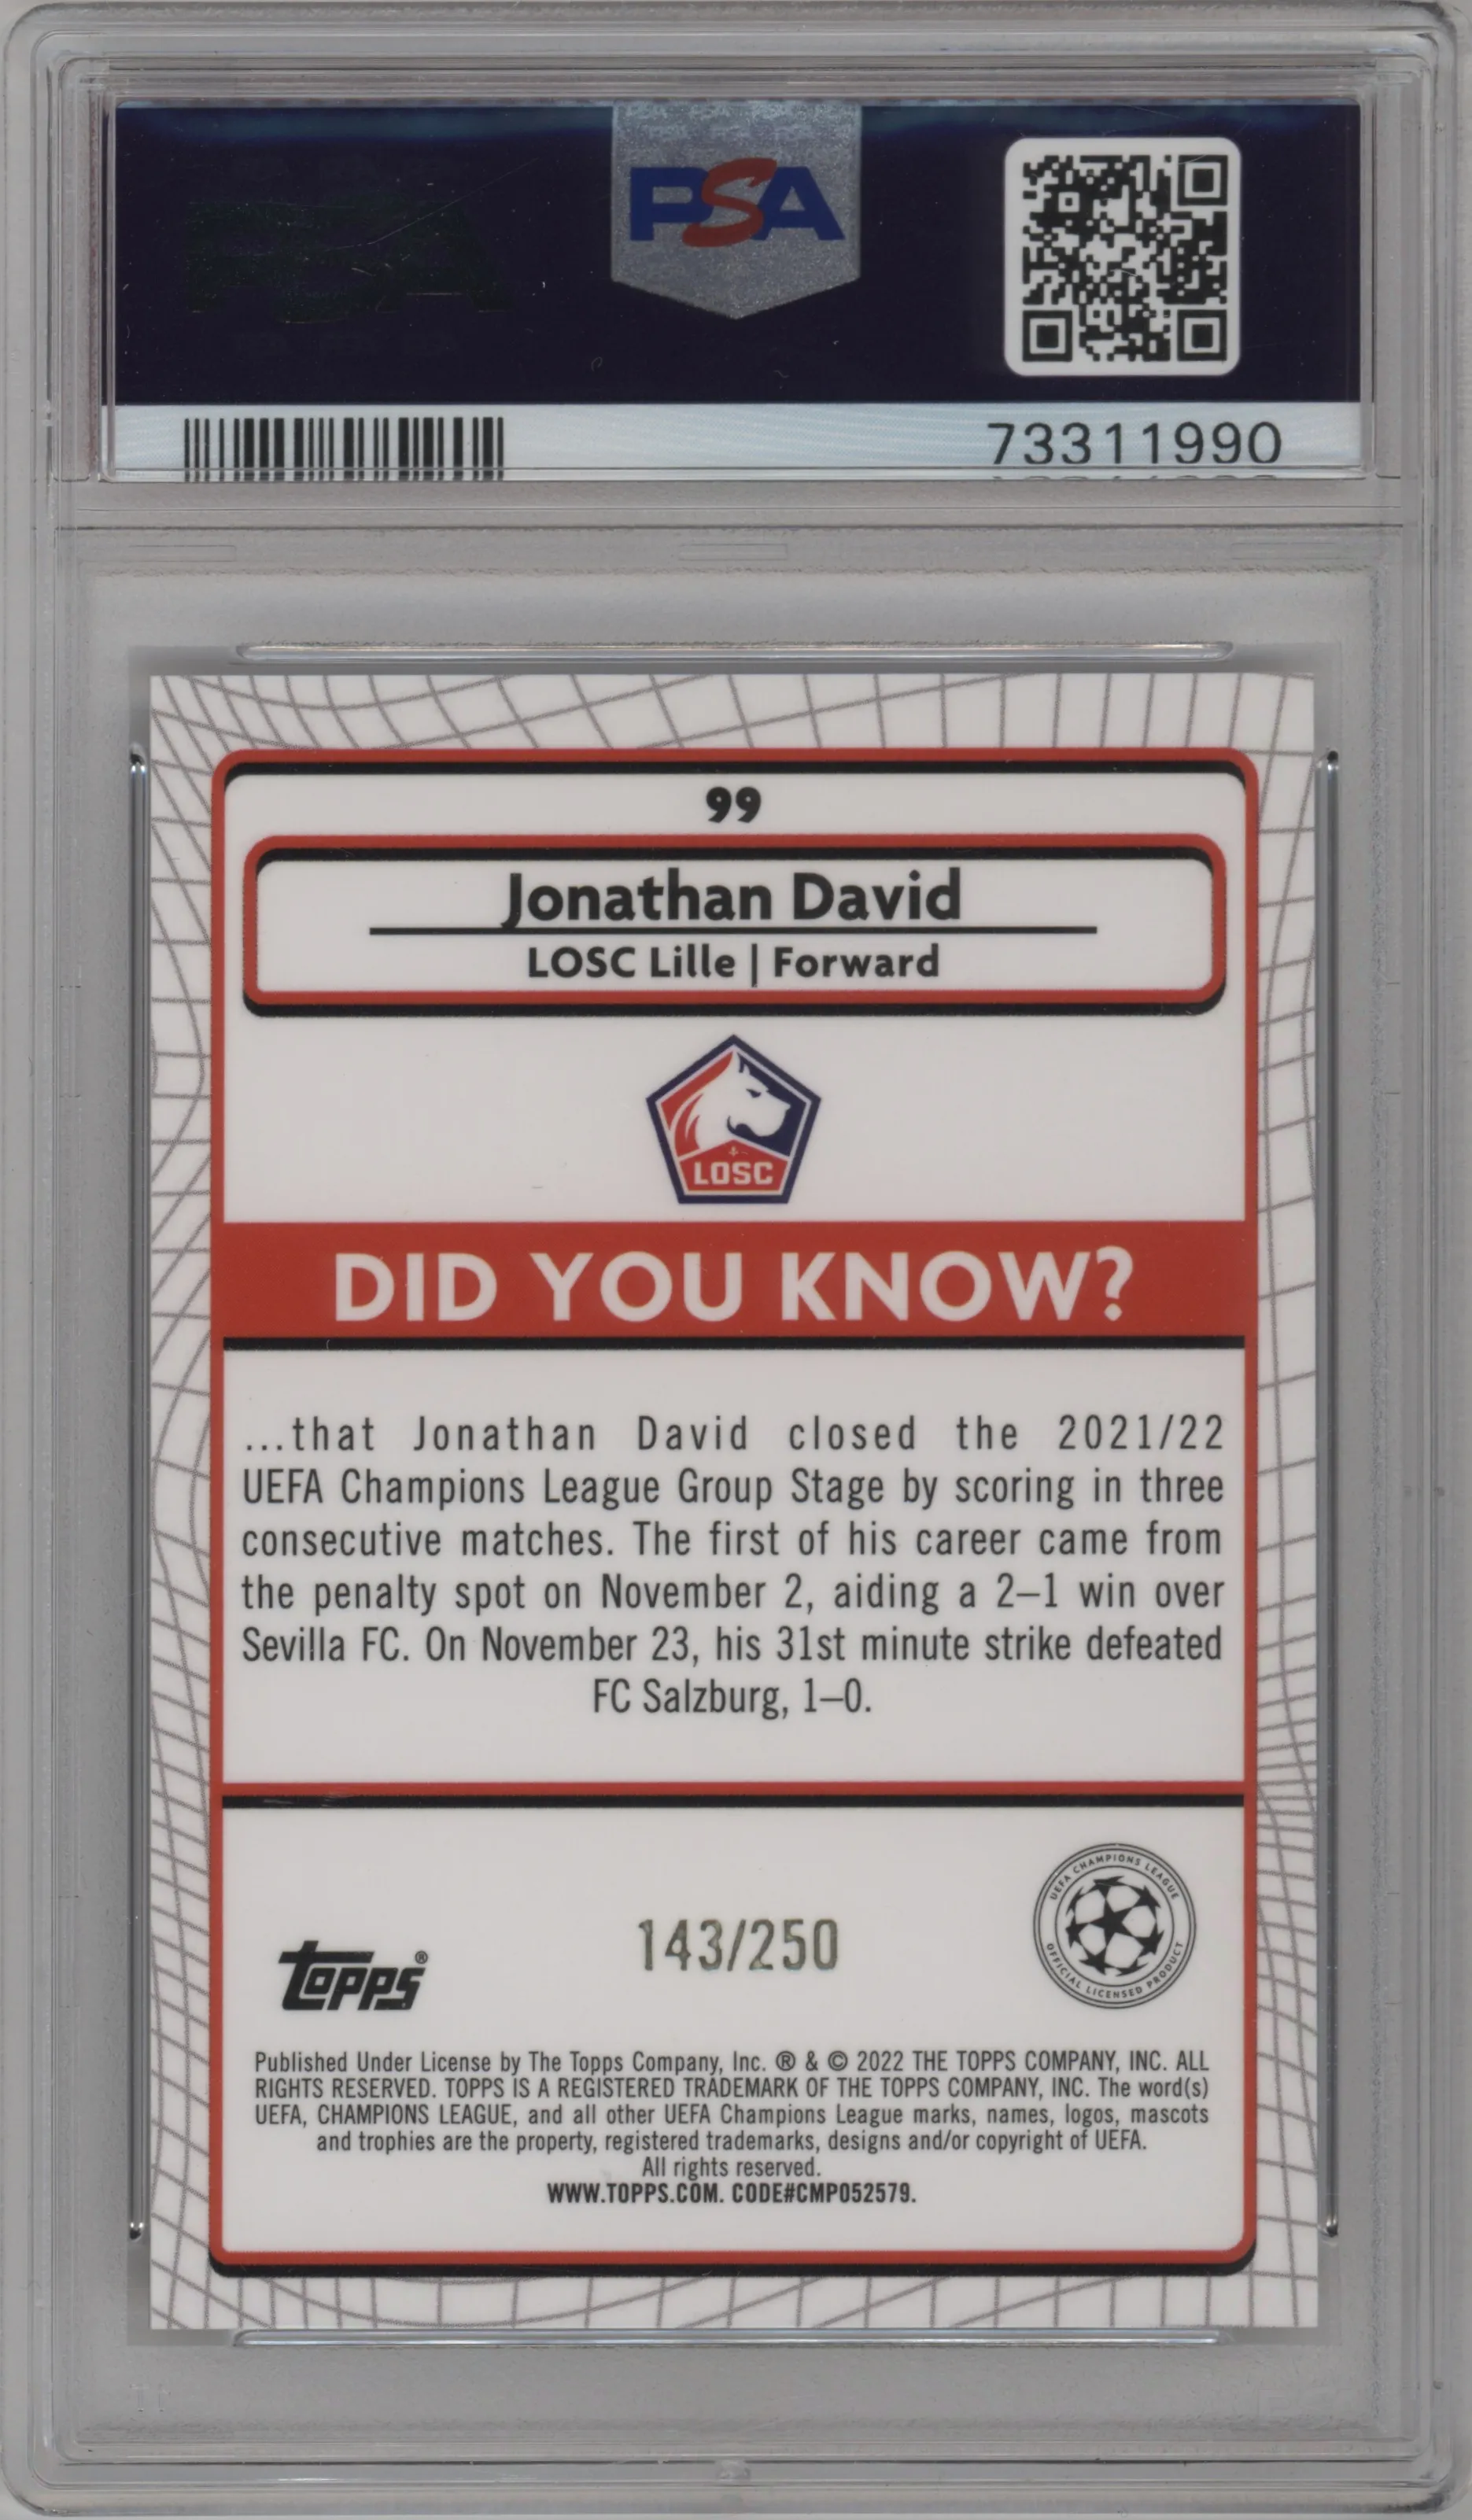 PSA
73311990
99
Jonathan David
LOSC Lille | Forward
LOSC
DID YOU KNOW?
...that Jonathan David closed the 2021/22
UEFA Champions League Group Stage by scoring in three
consecutive matches. The first of his career came from
the penalty spot on November 2, aiding a 2–1 win over
Sevilla FC. On November 23, his 31st minute strike defeated
FC Salzburg, 1–0.
UEFA CHAMPIONS LEAGUE
OFFICIAL LICENSED PRODUCT
143/250
Topps®
Published Under License by The Topps Company, Inc. ® & © 2022 THE TOPPS COMPANY, INC. ALL
RIGHTS RESERVED. TOPPS IS A REGISTERED TRADEMARK OF THE TOPPS COMPANY, INC. The word(s)
UEFA, CHAMPIONS LEAGUE, and all other UEFA Champions League marks, names, logos, mascots
and trophies are the property, registered trademarks, designs and/or copyright of UEFA.
All rights reserved.
WWW.TOPPS.COM. CODE#CMP052579.